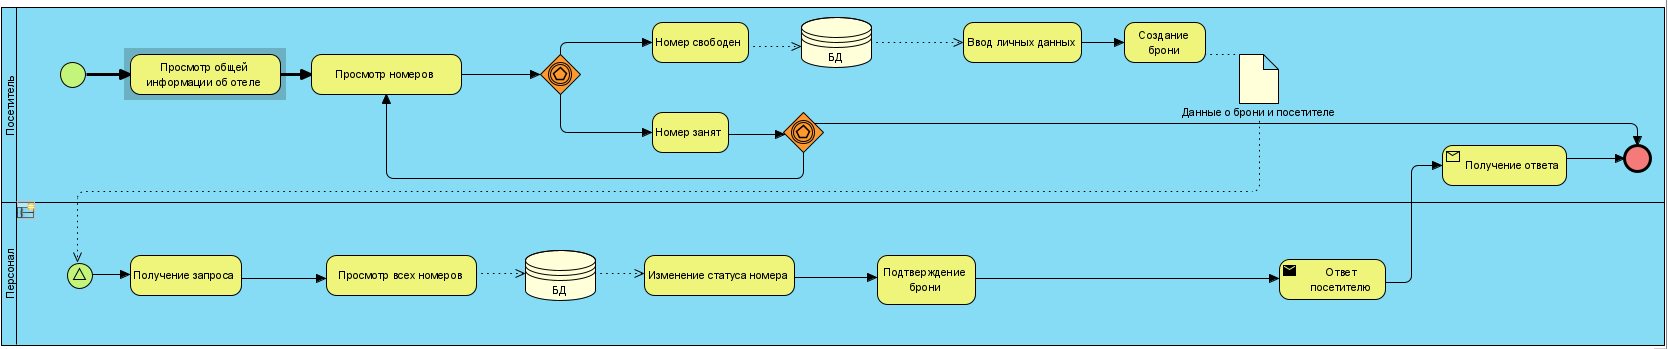 Посетитель
Просмотр общей
информации об отеле
Просмотр номеров
Номер свободен
БД
Ввод личных данных
Создание
брони
Данные о брони и посетителе
Номер занят
Получение ответа
Персонал
Получение запроса
Просмотр всех номеров
БД
Изменение статуса номера
Подтверждение
брони
Ответ
посетителю